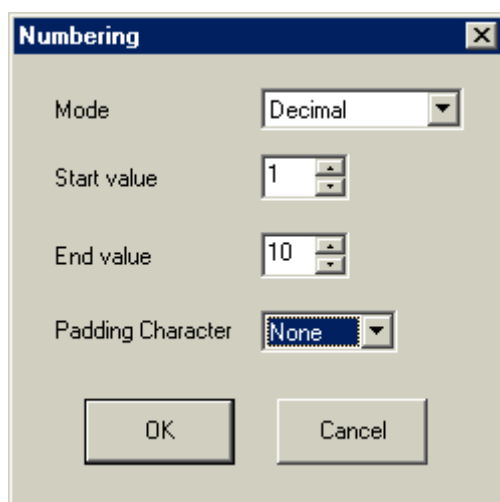 Numbering
Mode Decimal
Start value 1
End value 10
Padding Character None
OK Cancel